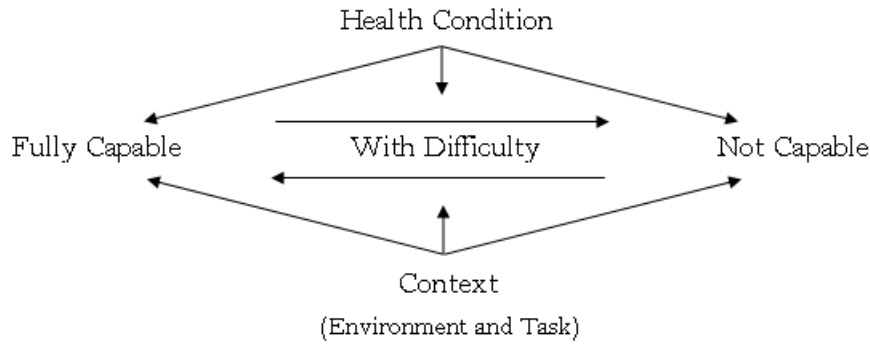 Health Condition
Fully Capable With Difficulty Not Capable
Context
(Environment and Task)